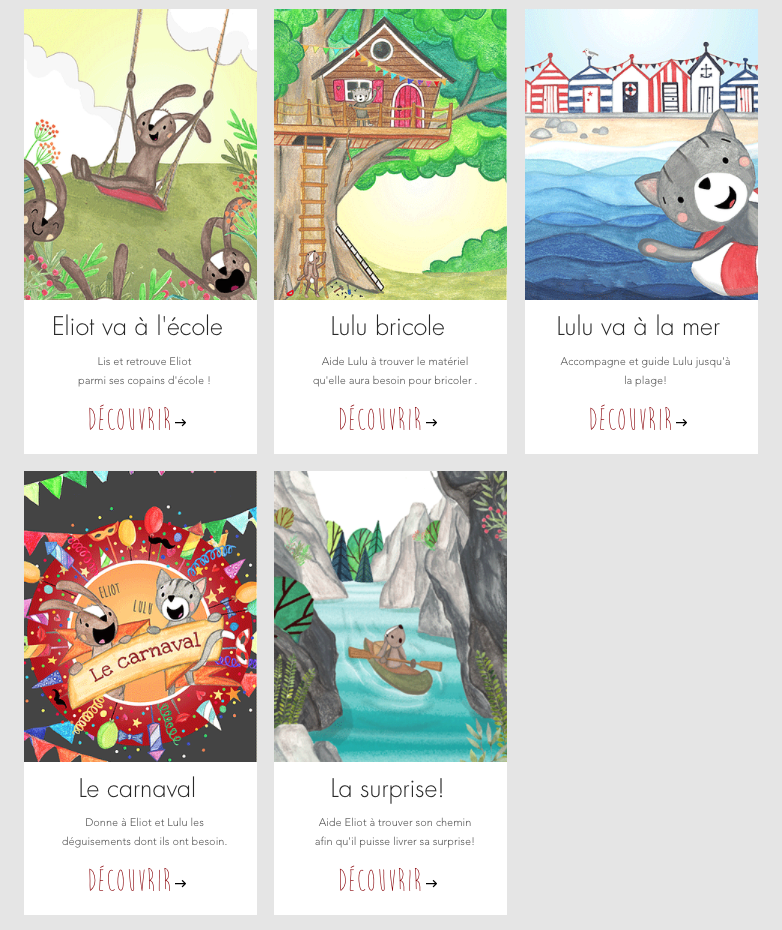 Eliot va à l'école
Lis et retrouve Eliot
parmi ses copains d'école !
DÉCOUVRIR→
Lulu bricole
Aide Lulu à trouver le matériel
qu'elle aura besoin pour bricoler .
DÉCOUVRIR→
Lulu va à la mer
Accompagne et guide Lulu jusqu'à
la plage!
DÉCOUVRIR→
ELIOT
LULU
Le carnaval
Le carnaval
Donne à Eliot et Lulu les
déguisements dont ils ont besoin.
DÉCOUVRIR→
La surprise!
Aide Eliot à trouver son chemin
afin qu'il puisse livrer sa surprise!
DÉCOUVRIR→